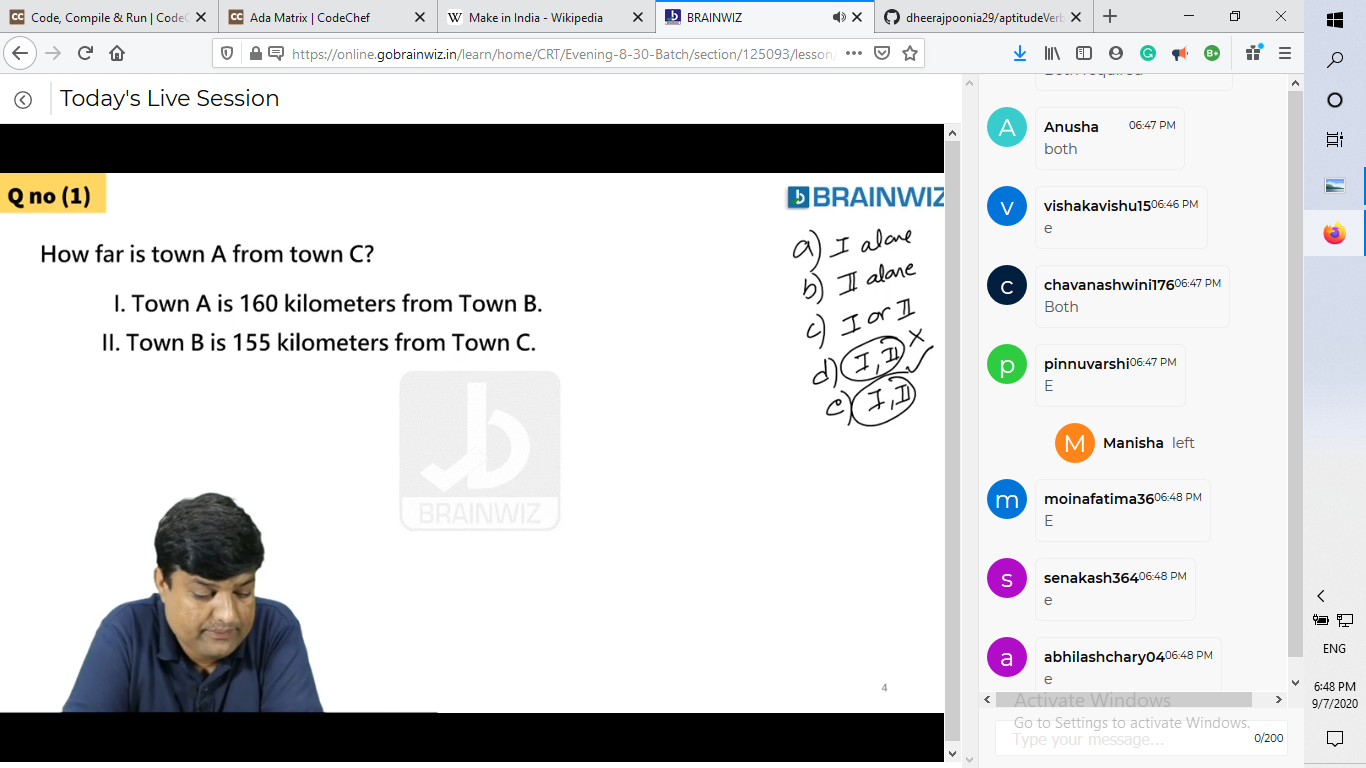 Code, Compile & Run | CodeC
Ada Matrix | CodeChef
Make in India - Wikipedia
BRAINWIZ
dheerajpoonia29/aptitudeVerb
https://online.gobrainwiz.in/learn/home/CRT/Evening-8-30-Batch/section/125093/lesson/
Today's Live Session
Q no (1)
BRAINWIZ
How far is town A from town C?
I. Town A is 160 kilometers from Town B.
II. Town B is 155 kilometers from Town C.
a) I alone
b) II alone
c) I or II
d) I, II ×
e) I, II ✓
BRAINWIZ
4
Both required
A
Anusha 06:47 PM
both
v
vishakavishu15 06:46 PM
e
c
chavanashwini176 06:47 PM
Both
p
pinnuvarshi 06:47 PM
E
M
Manisha left
m
moinafatima36 06:48 PM
E
s
senakash364 06:48 PM
e
a
abhilashchary04 06:48 PM
e
Activate Windows
Go to Settings to activate Windows.
Type your message...
0/200
ENG
6:48 PM
9/7/2020